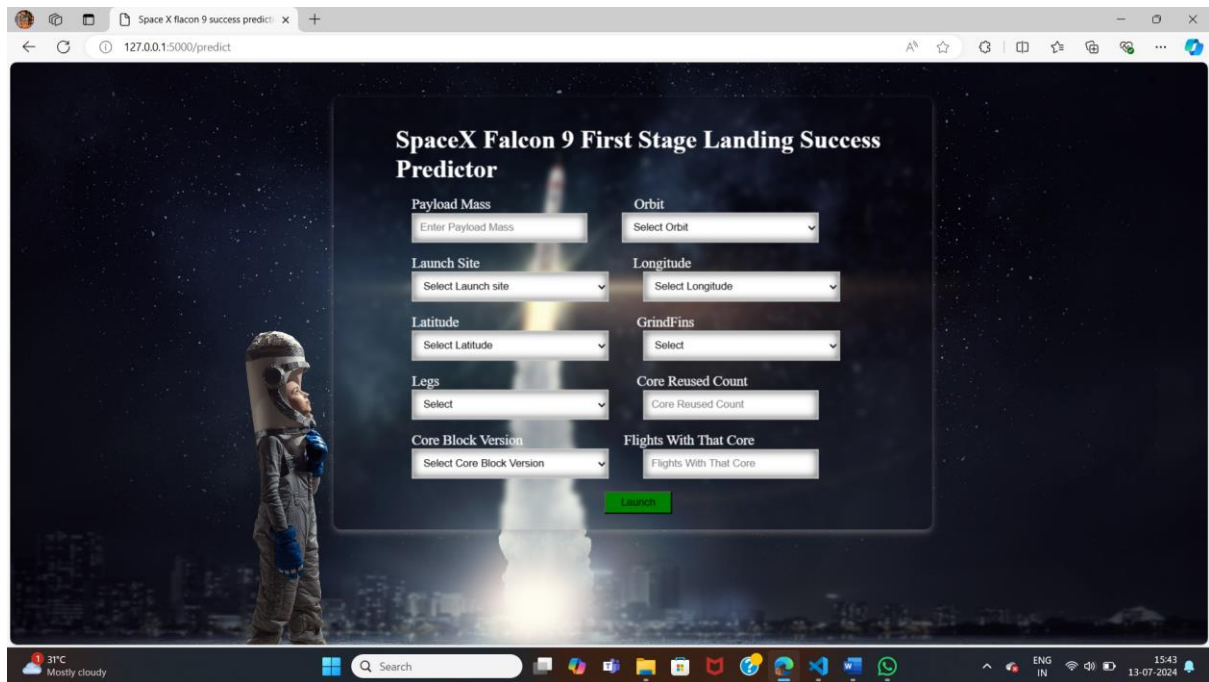 Space X flacon 9 success predicti
127.0.0.1:5000/predict
SpaceX Falcon 9 First Stage Landing Success
Predictor
Payload Mass Orbit
Enter Payload Mass Select Orbit
Launch Site Longitude
Select Launch site Select Longitude
Latitude GrindFins
Select Latitude Select
Legs Core Reused Count
Select Core Reused Count
Core Block Version Flights With That Core
Select Core Block Version Flights With That Core
Launch
1 31°C
Mostly cloudy
Search
ENG
IN
15:43
13-07-2024